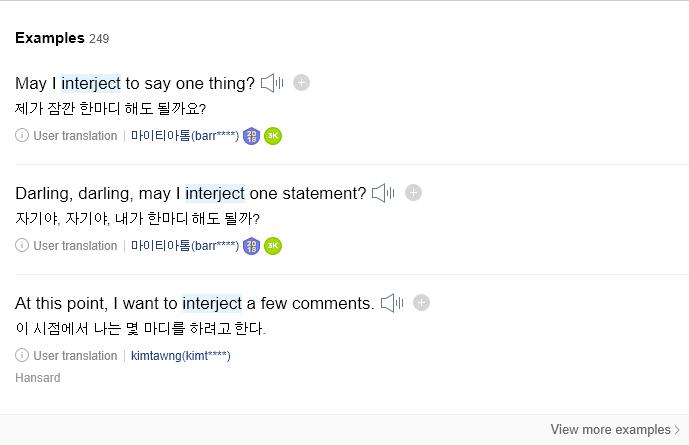 Examples 249
May I interject to say one thing?
제가 잠깐 한마디 해도 될까요?
User translation | 마이티아톰(barr****) 2018 3K
Darling, darling, may I interject one statement?
자기야, 자기야, 내가 한마디 해도 될까?
User translation | 마이티아톰(barr****) 2018 3K
At this point, I want to interject a few comments.
이 시점에서 나는 몇 마디를 하려고 한다.
User translation | kimtawng(kimt****)
Hansard
View more examples